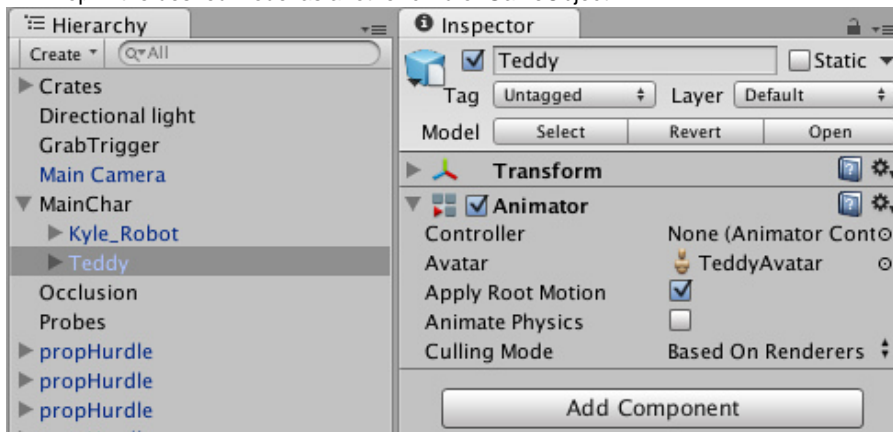 Hierarchy
Create All
Crates
Directional light
GrabTrigger
Main Camera
MainChar
Kyle_Robot
Teddy
Occlusion
Probes
propHurdle
propHurdle
propHurdle
Inspector
Teddy Static
Tag Untagged Layer Default
Model Select Revert Open
Transform
Animator
Controller None (Animator Cont
Avatar TeddyAvatar
Apply Root Motion
Animate Physics
Culling Mode Based On Renderers
Add Component